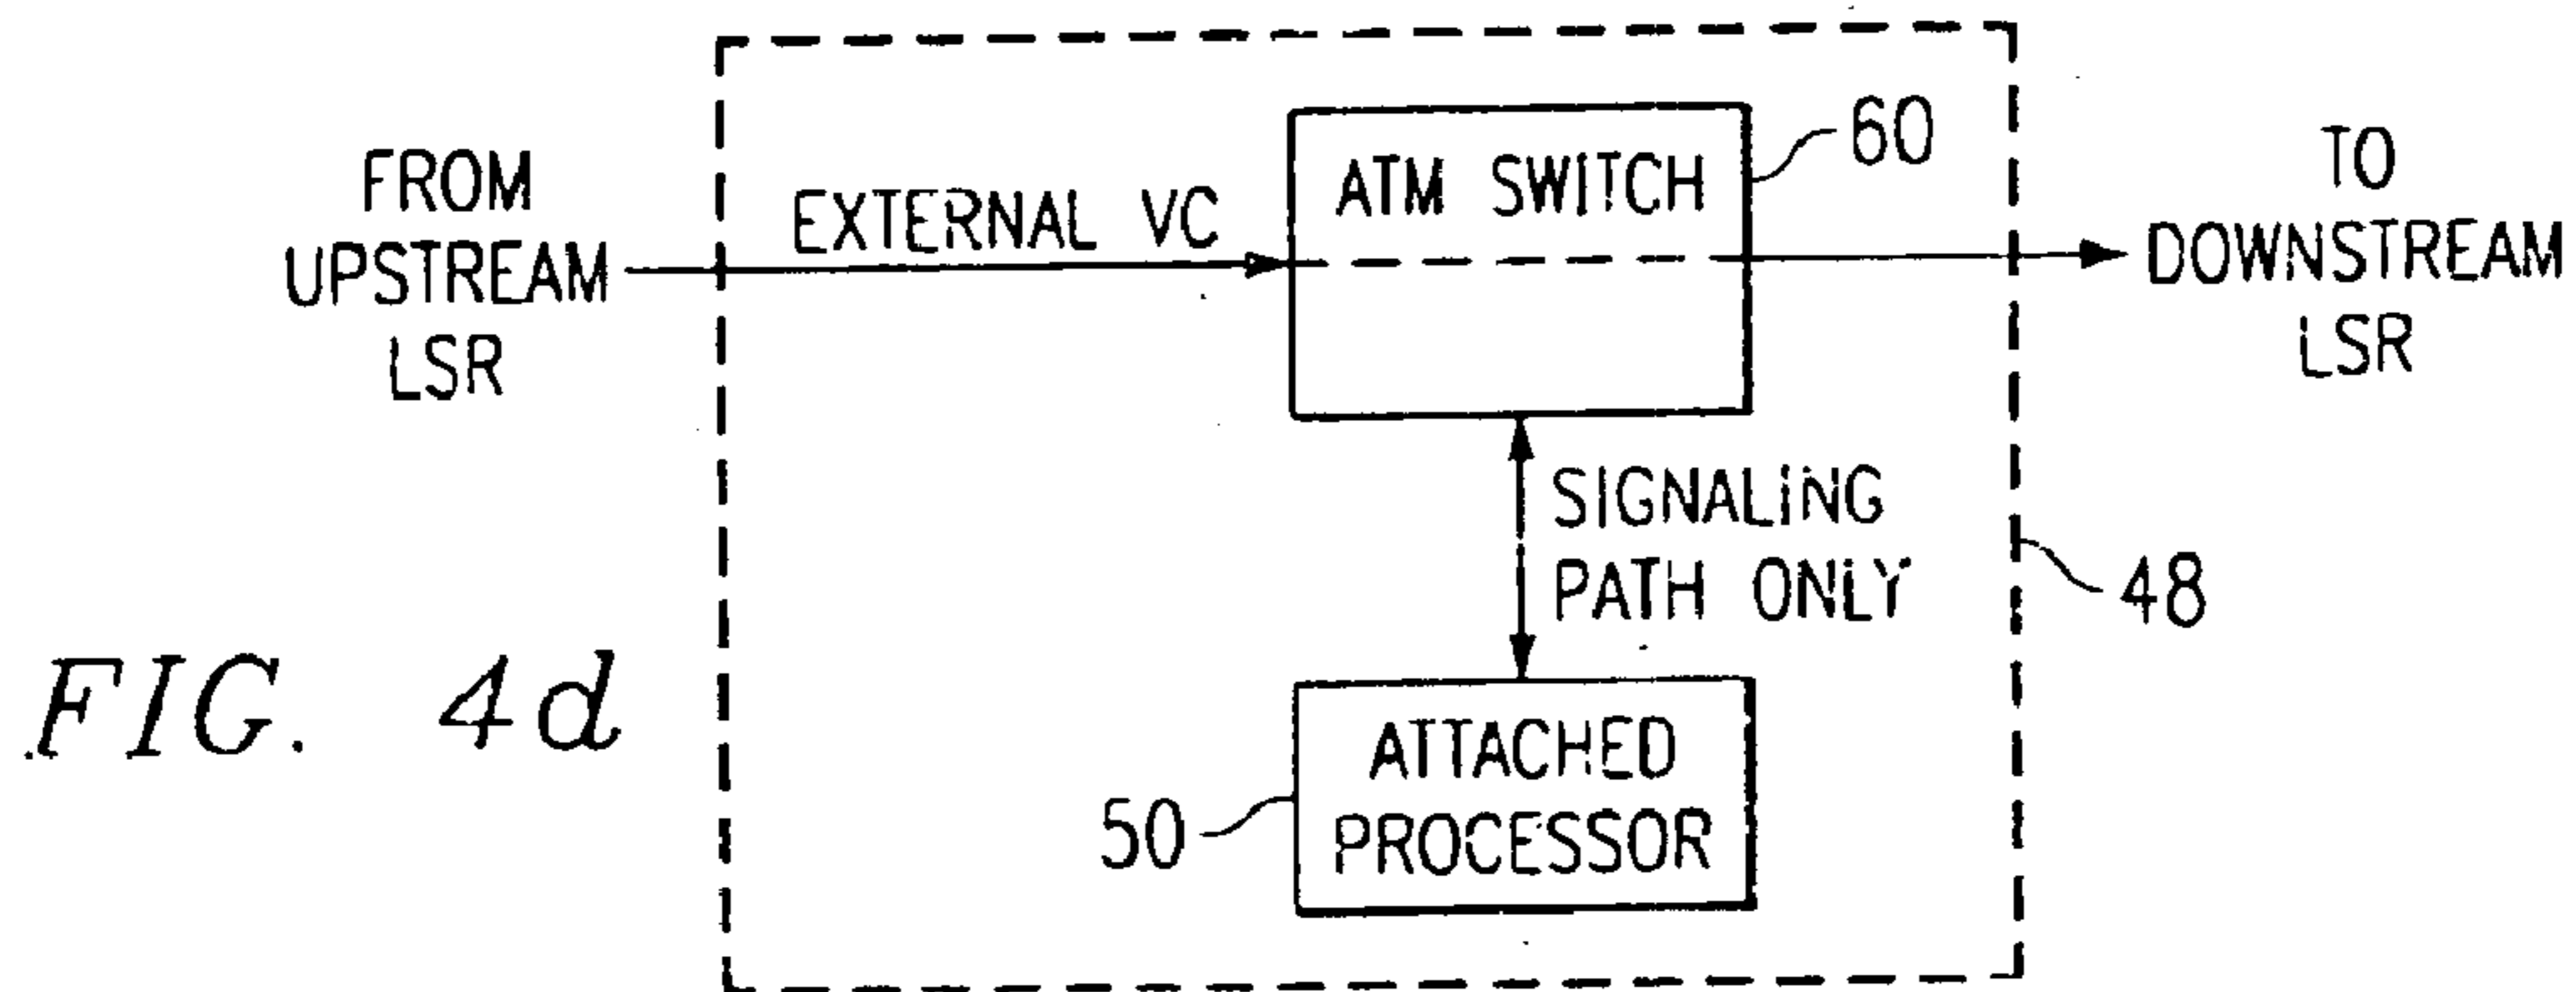 FROM
UPSTREAM
LSR
EXTERNAL VC
ATM SWITCH
60
TO
DOWNSTREAM
LSR
SIGNALING
PATH ONLY
48
ATTACHED
PROCESSOR
50
FIG. 4d